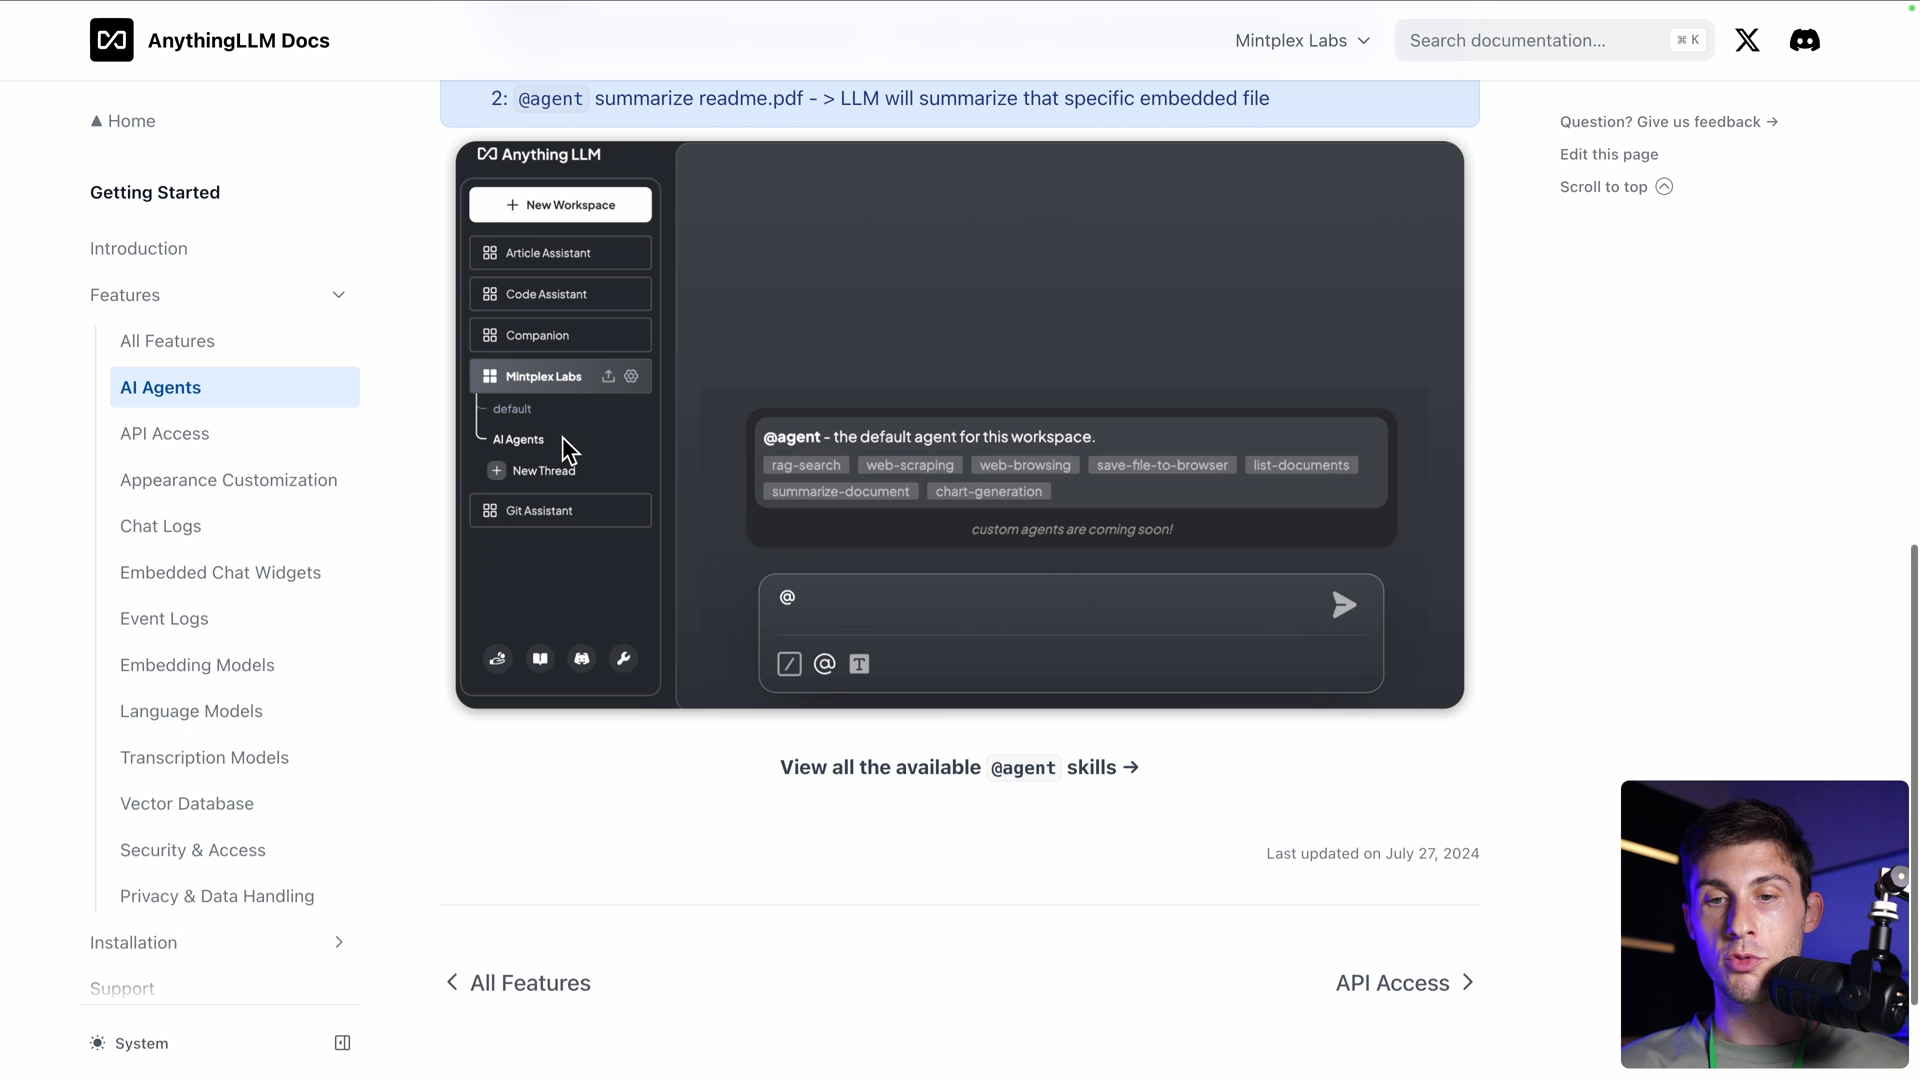 AnythingLLM Docs
Mintplex Labs
Search documentation...
⌘ K
Home
Getting Started
Introduction
Features
All Features
AI Agents
API Access
Appearance Customization
Chat Logs
Embedded Chat Widgets
Event Logs
Embedding Models
Language Models
Transcription Models
Vector Database
Security & Access
Privacy & Data Handling
Installation
Support
System
2: @agent summarize readme.pdf - > LLM will summarize that specific embedded file
Anything LLM
+ New Workspace
Article Assistant
Code Assistant
Companion
Mintplex Labs
default
AI Agents
+ New Thread
Git Assistant
@agent - the default agent for this workspace.
rag-search web-scraping web-browsing save-file-to-browser list-documents
summarize-document chart-generation
custom agents are coming soon!
@
@ T
View all the available @agent skills →
Last updated on July 27, 2024
All Features
API Access
Question? Give us feedback →
Edit this page
Scroll to top